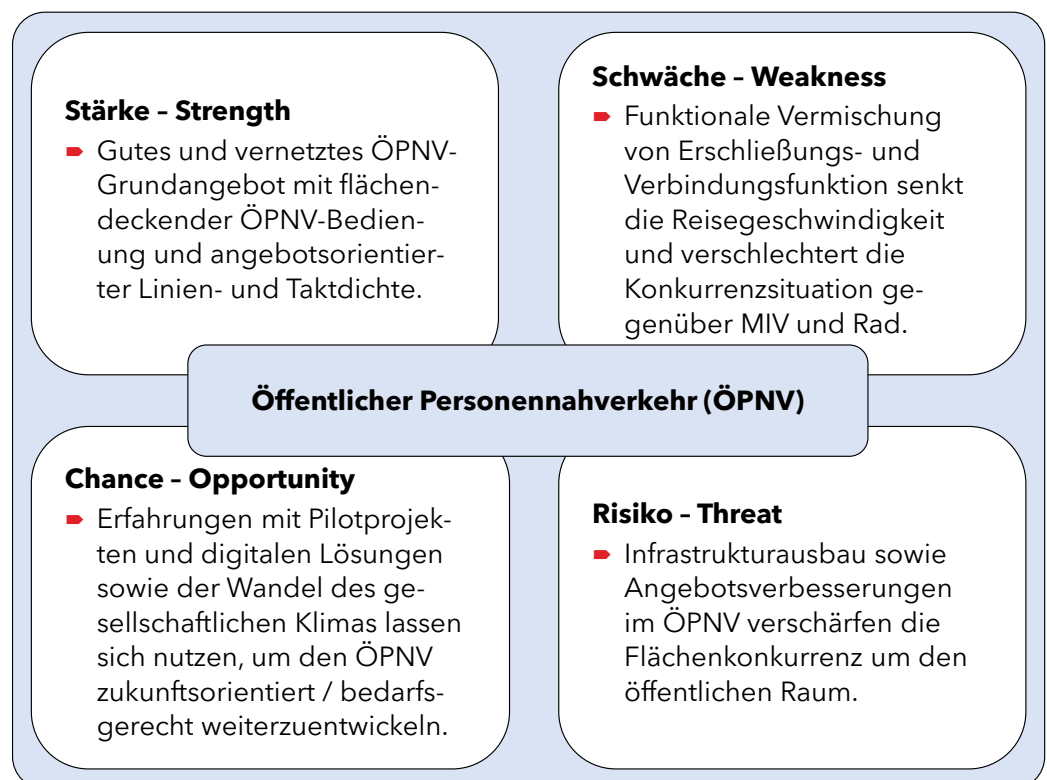 Stärke – Strength
Gutes und vernetztes ÖPNV-
Grundangebot mit flächen-
deckender ÖPNV-Bedien-
ung und angebotsorientier-
ter Linien- und Taktdichte.
Schwäche – Weakness
Funktionale Vermischung
von Erschließungs- und
Verbindungsfunktion senkt
die Reisegeschwindigkeit
und verschlechtert die
Konkurrenzsituation ge-
genüber MIV und Rad.
Öffentlicher Personennahverkehr (ÖPNV)
Chance – Opportunity
Erfahrungen mit Pilotprojek-
ten und digitalen Lösungen
sowie der Wandel des ge-
sellschaftlichen Klimas lassen
sich nutzen, um den ÖPNV
zukunftsorientiert / bedarfs-
gerecht weiterzuentwickeln.
Risiko – Threat
Infrastrukturausbau sowie
Angebotsverbesserungen
im ÖPNV verschärfen die
Flächenkonkurrenz um den
öffentlichen Raum.